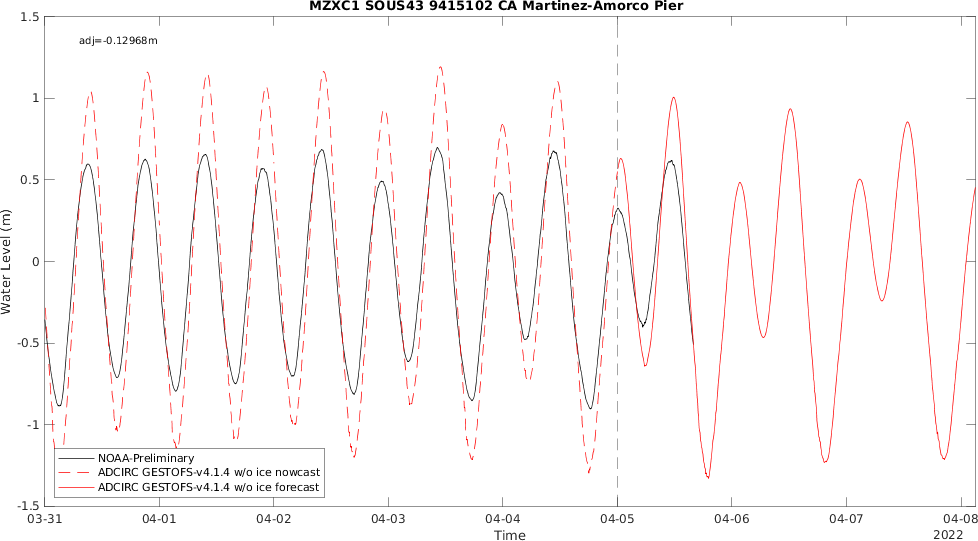 MZXC1 SOUS43 9415102 CA Martinez-Amorco Pier
adj=-0.12968m
1.5
1
0.5
0
-0.5
-1
-1.5
Water Level (m)
NOAA-Preliminary
ADCIRC GESTOFS-v4.1.4 w/o ice nowcast
ADCIRC GESTOFS-v4.1.4 w/o ice forecast
03-31 04-01 04-02 04-03 04-04 04-05 04-06 04-07 04-08
Time
2022